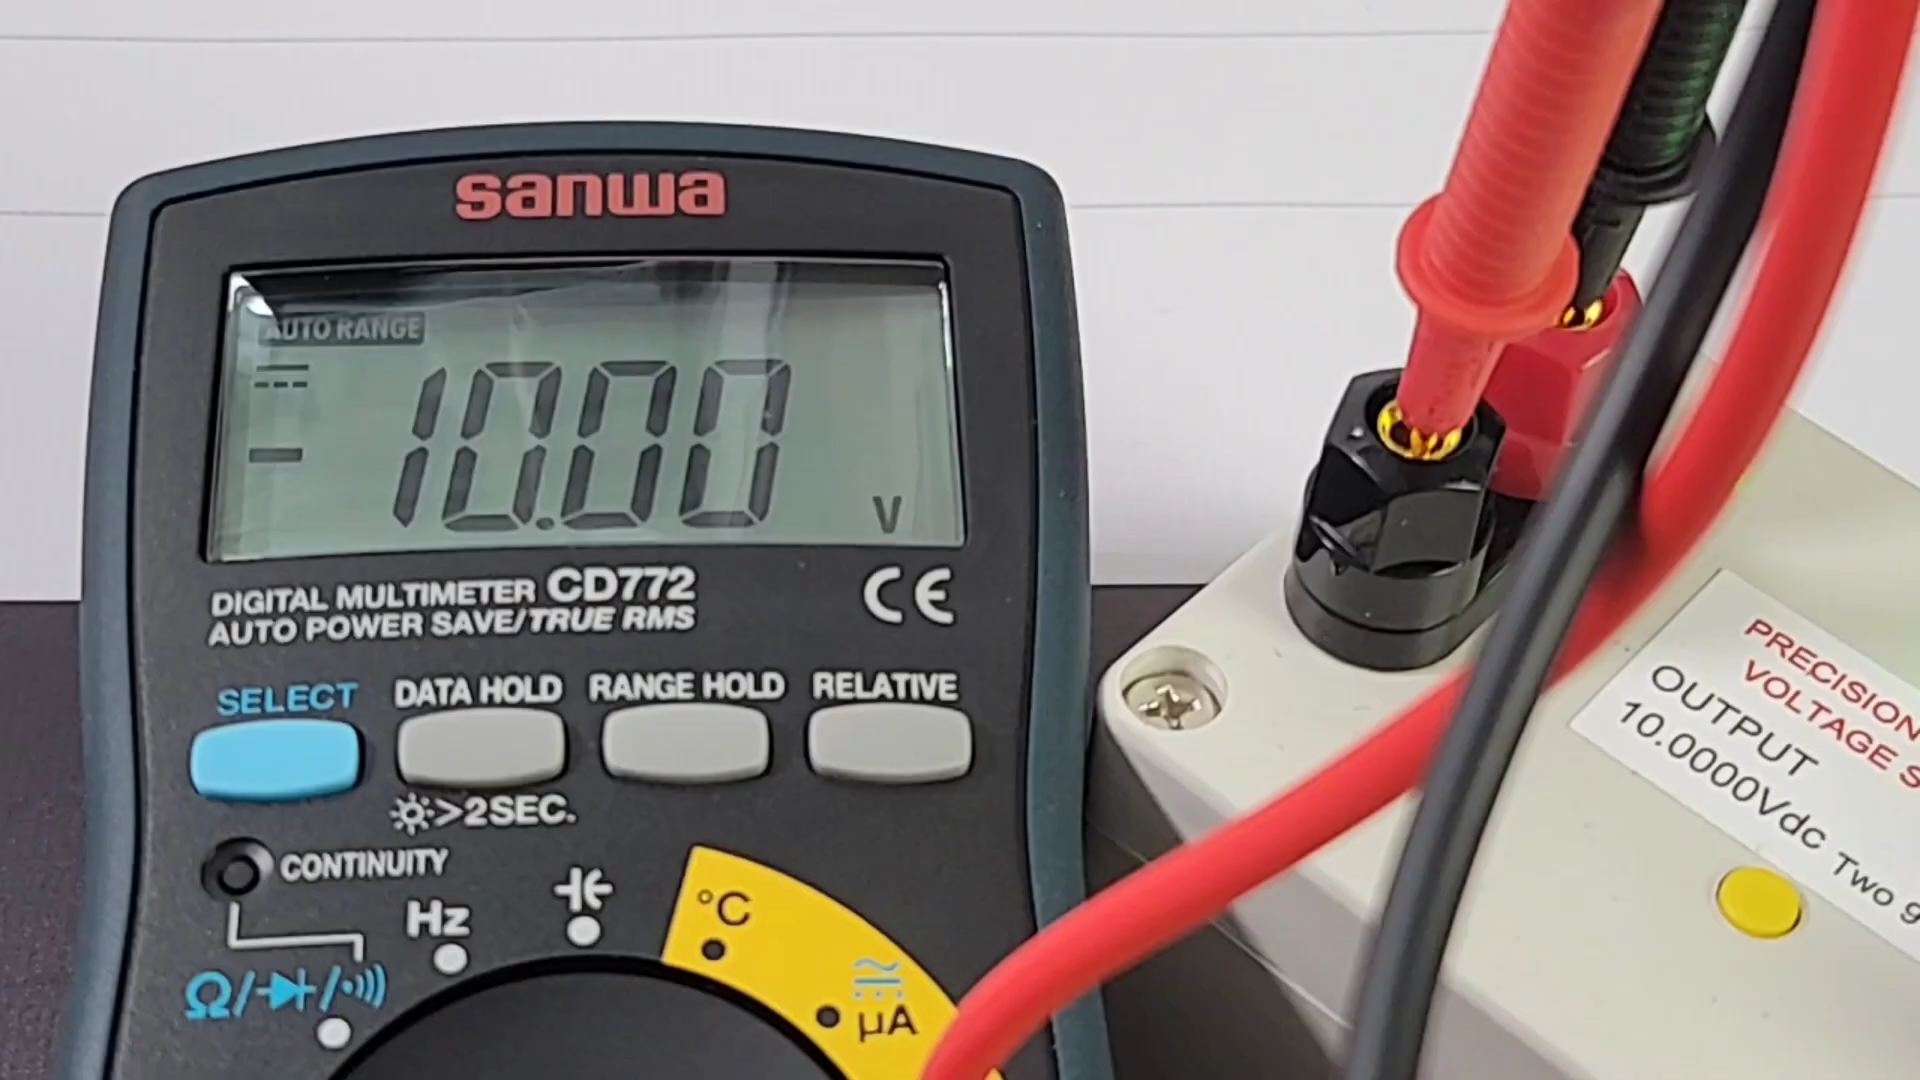 sanwa
AUTO RANGE
-10.00 V
DIGITAL MULTIMETER CD772
AUTO POWER SAVE/TRUE RMS
CE
SELECT DATA HOLD RANGE HOLD RELATIVE
>2SEC.
CONTINUITY
Hz
°C
Ω/
µA
PRECISION
VOLTAGE
OUTPUT
10.0000Vdc Two